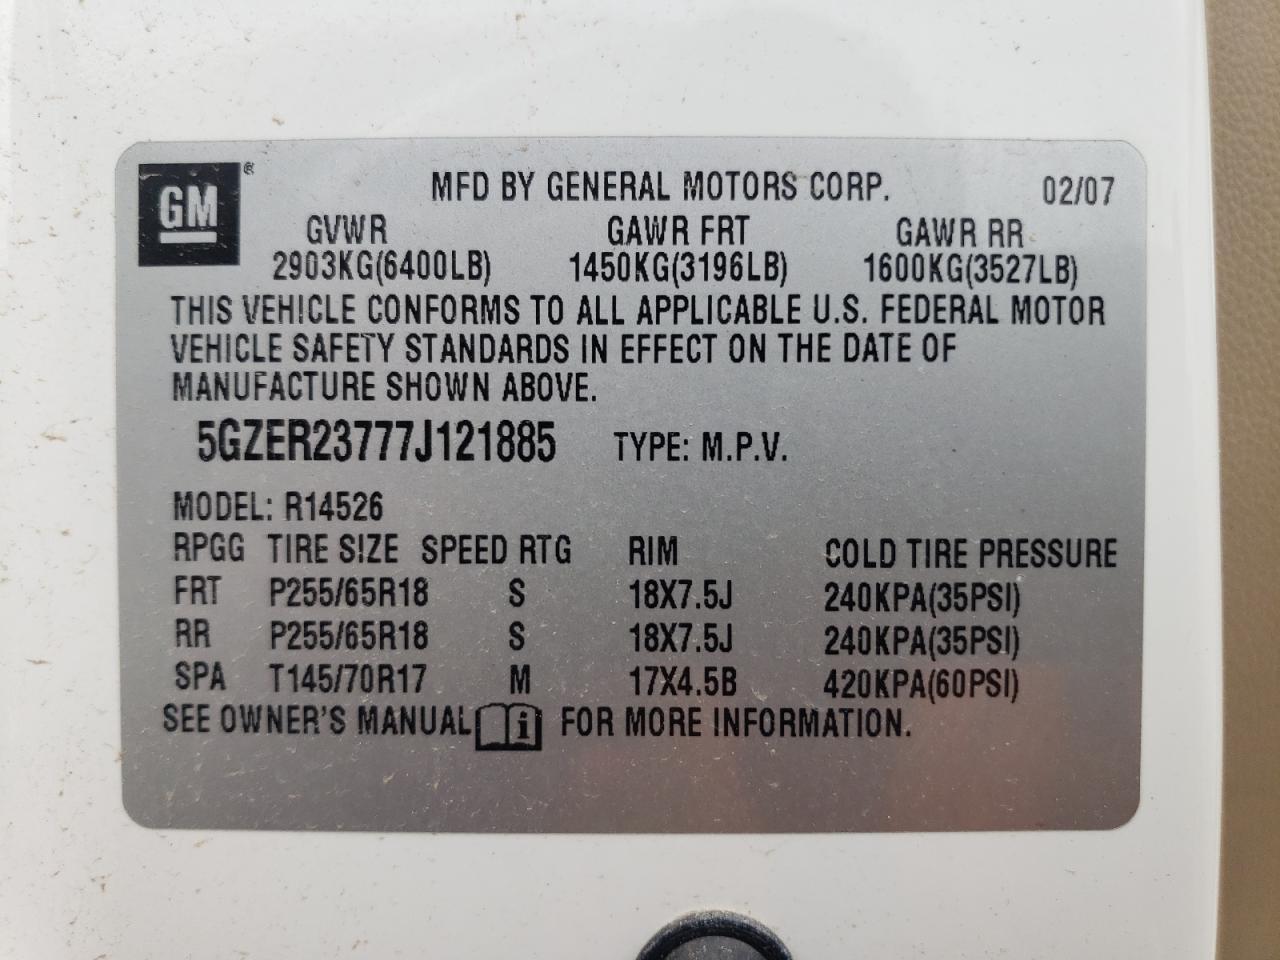 GM®
MFD BY GENERAL MOTORS CORP. 02/07
GVWR GAWR FRT GAWR RR
2903KG(6400LB) 1450KG(3196LB) 1600KG(3527LB)
THIS VEHICLE CONFORMS TO ALL APPLICABLE U.S. FEDERAL MOTOR
VEHICLE SAFETY STANDARDS IN EFFECT ON THE DATE OF
MANUFACTURE SHOWN ABOVE.
5GZER23777J121885 TYPE: M.P.V.
MODEL: R14526
RPGG TIRE SIZE SPEED RTG RIM COLD TIRE PRESSURE
FRT P255/65R18 S 18X7.5J 240KPA(35PSI)
RR P255/65R18 S 18X7.5J 240KPA(35PSI)
SPA T145/70R17 M 17X4.5B 420KPA(60PSI)
SEE OWNER'S MANUAL i FOR MORE INFORMATION.